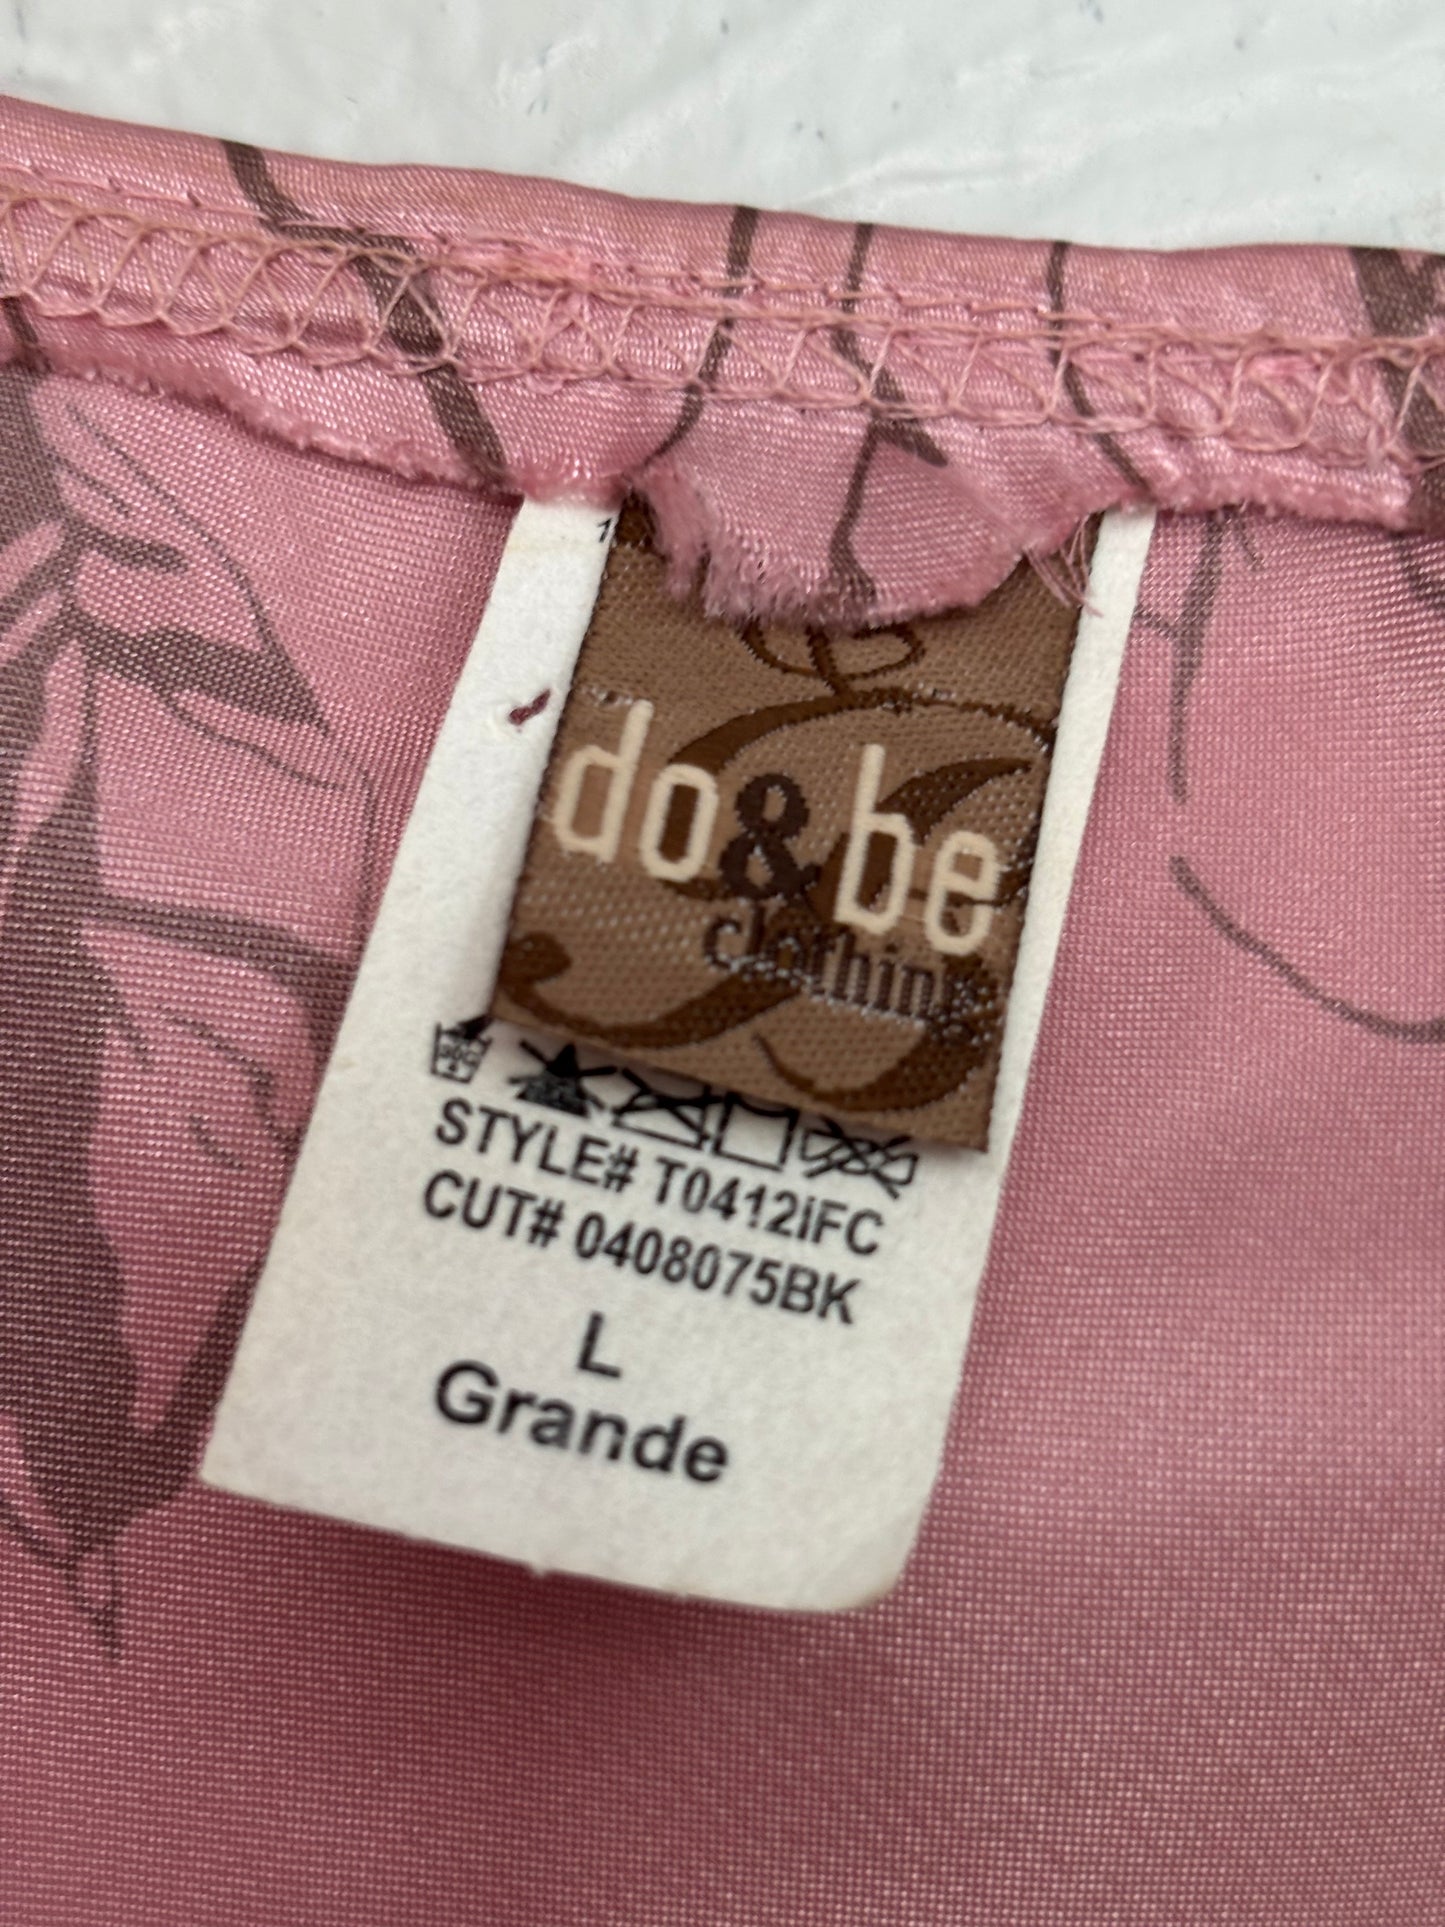 do&be
clothing
STYLE# T0412IFC
CUT# 0408075BK
L
Grande